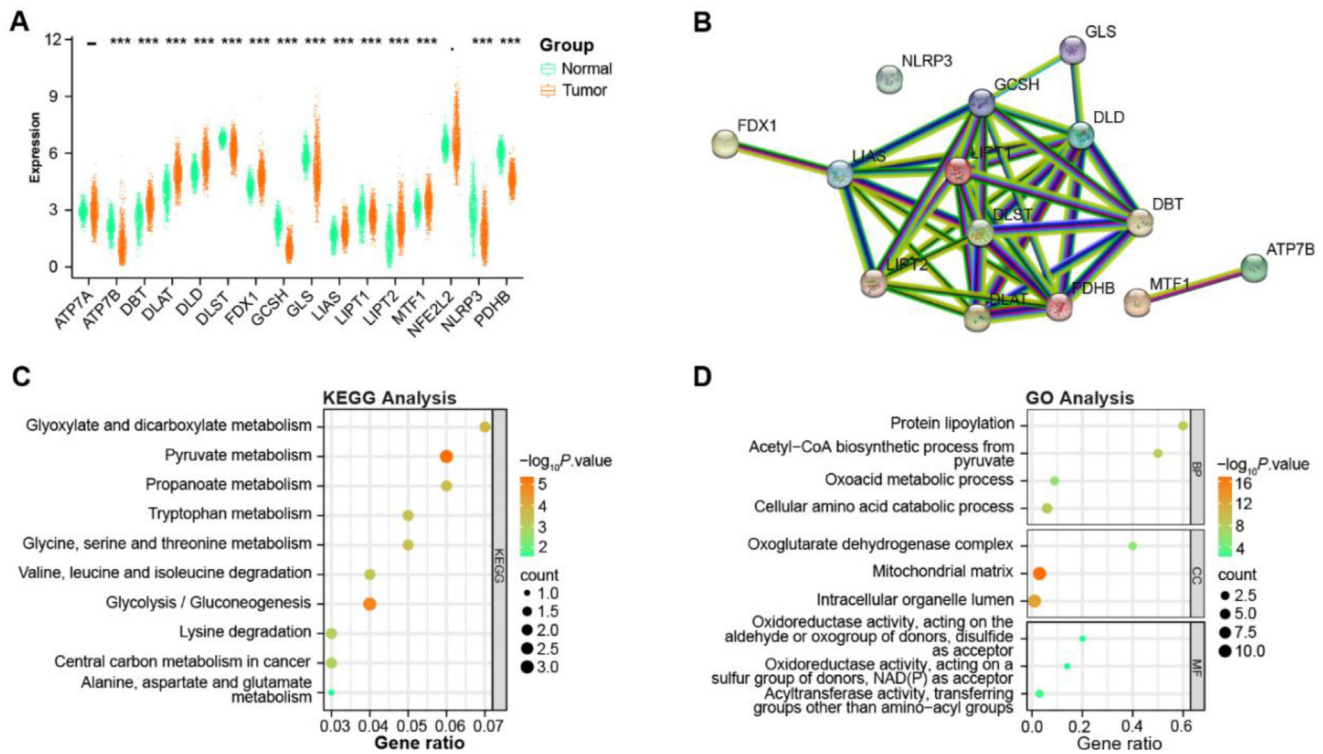 A
12
9
6
3
0
Expression
– *** *** *** *** *** *** *** *** *** *** *** *** . *** ***
Group
Normal
Tumor
ATP7A
ATP7B
DBT
DLAT
DLD
DLST
FDX1
GCSH
GLS
LIAS
LIPT1
LIPT2
MTF1
NFE2L2
NLRP3
PDHB
B
GLS
NLRP3
GCSH
FDX1
DLD
LIAS
LIPT1
DBT
DLST
ATP7B
LIPT2
MTF1
PDHB
DLAT
C
KEGG Analysis
Glyoxylate and dicarboxylate metabolism
Pyruvate metabolism
Propanoate metabolism
Tryptophan metabolism
Glycine, serine and threonine metabolism
Valine, leucine and isoleucine degradation
Glycolysis / Gluconeogenesis
Lysine degradation
Central carbon metabolism in cancer
Alanine, aspartate and glutamate
metabolism
KEGG
0.03 0.04 0.05 0.06 0.07
Gene ratio
−log10P.value
5
4
3
2
count
1.0
1.5
2.0
2.5
3.0
D
GO Analysis
Protein lipoylation
Acetyl−CoA biosynthetic process from
pyruvate
Oxoacid metabolic process
Cellular amino acid catabolic process
BP
Oxoglutarate dehydrogenase complex
Mitochondrial matrix
Intracellular organelle lumen
CC
Oxidoreductase activity, acting on the
aldehyde or oxogroup of donors, disulfide
as acceptor
Oxidoreductase activity, acting on a
sulfur group of donors, NAD(P) as acceptor
Acyltransferase activity, transferring
groups other than amino−acyl groups
MF
0.0 0.2 0.4 0.6
Gene ratio
−log10P.value
16
12
8
4
count
2.5
5.0
7.5
10.0